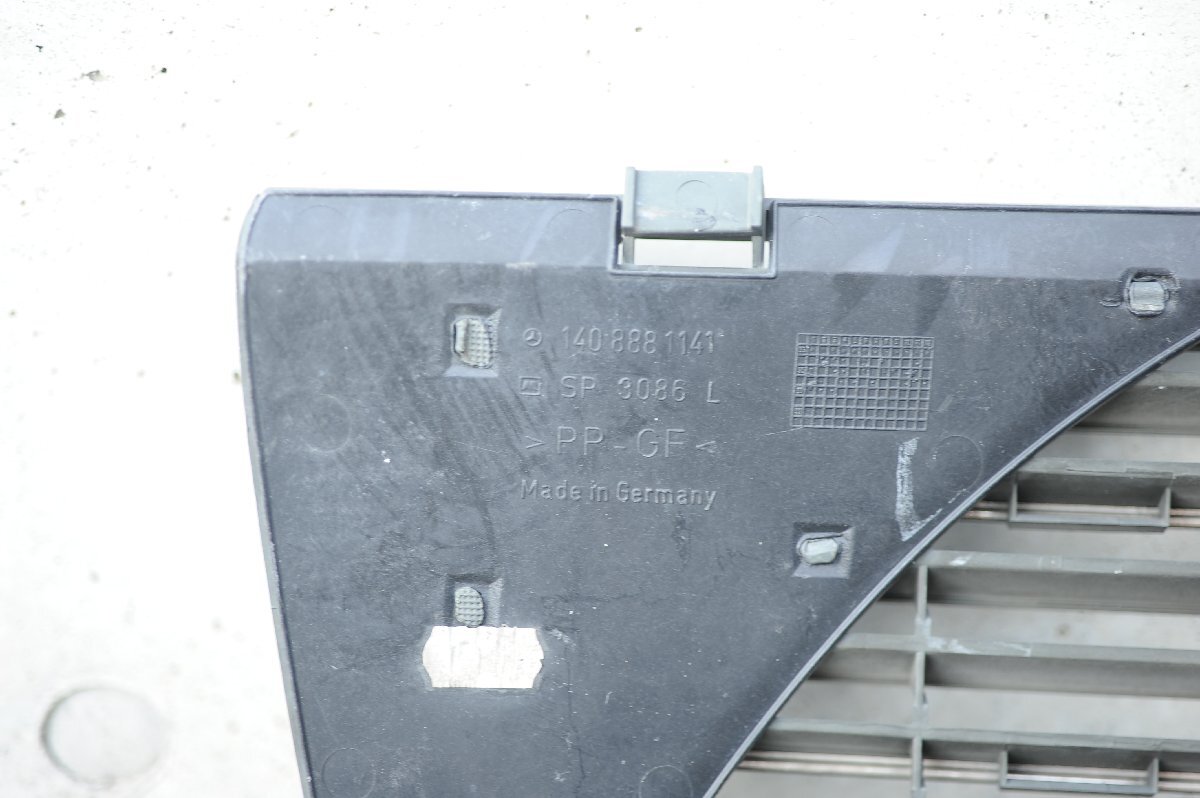 140 888 1141
SP 3086 L
>PP-GF<
Made in Germany